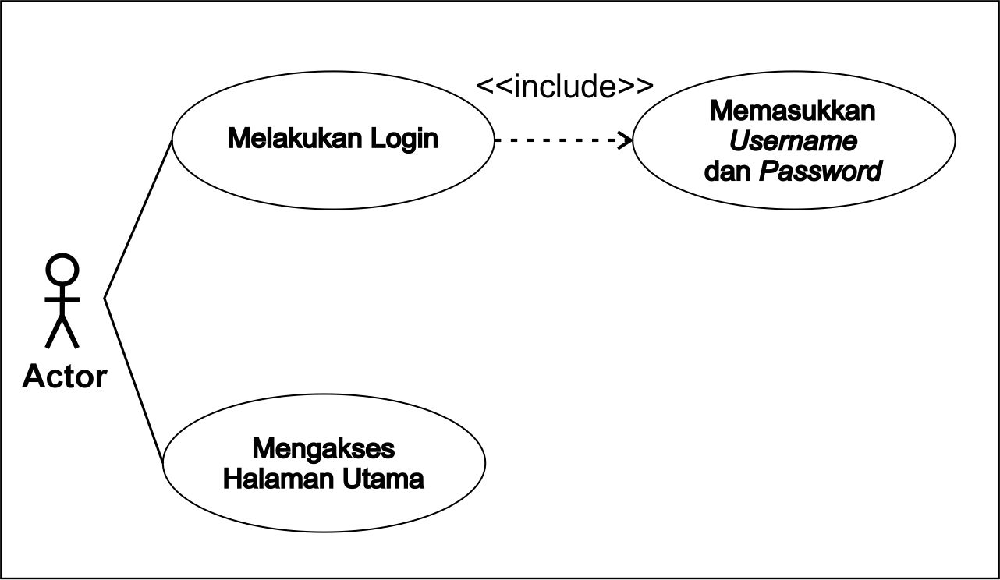 <<include>>
Melakukan Login
Memasukkan
Username
dan Password
Actor
Mengakses
Halaman Utama